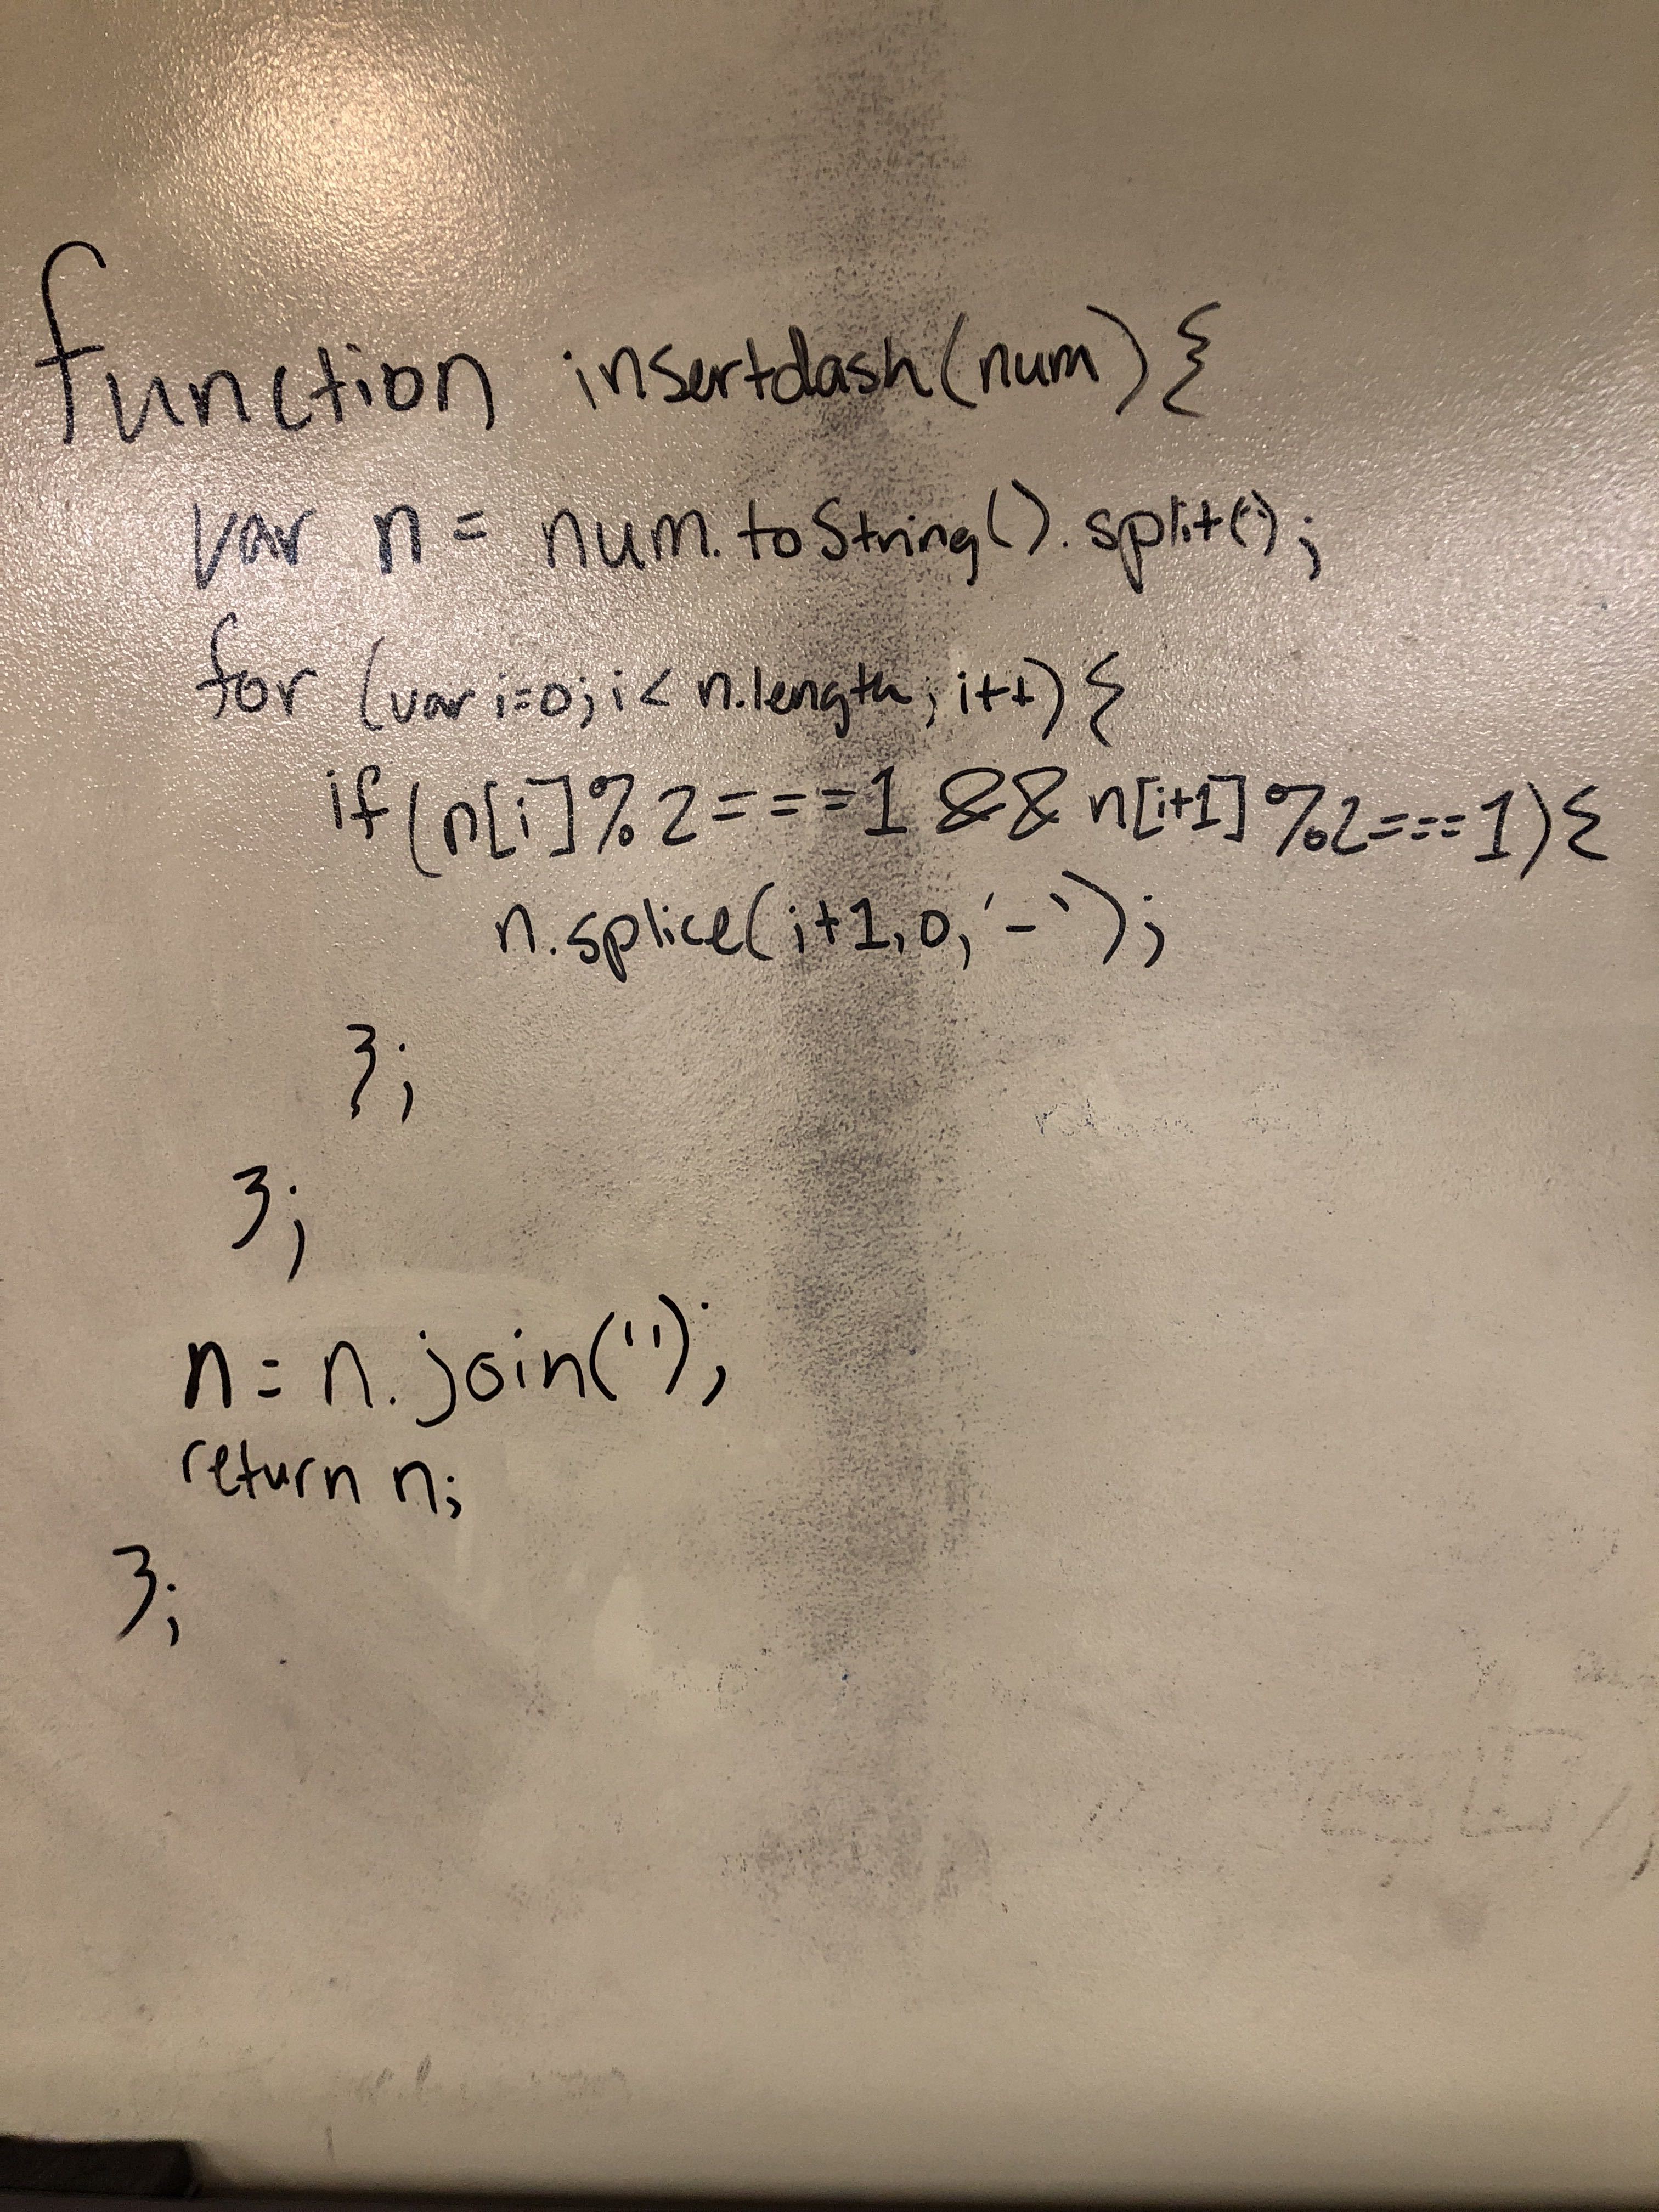 function insertdash(num){
var n = num.toString().split('');
for (var i=0; i< n.length; i++){
if(n[i]%2===1 && n[i+1]%2===1){
n.splice(i+1,0,'-');
};
};
n = n.join('');
return n;
};